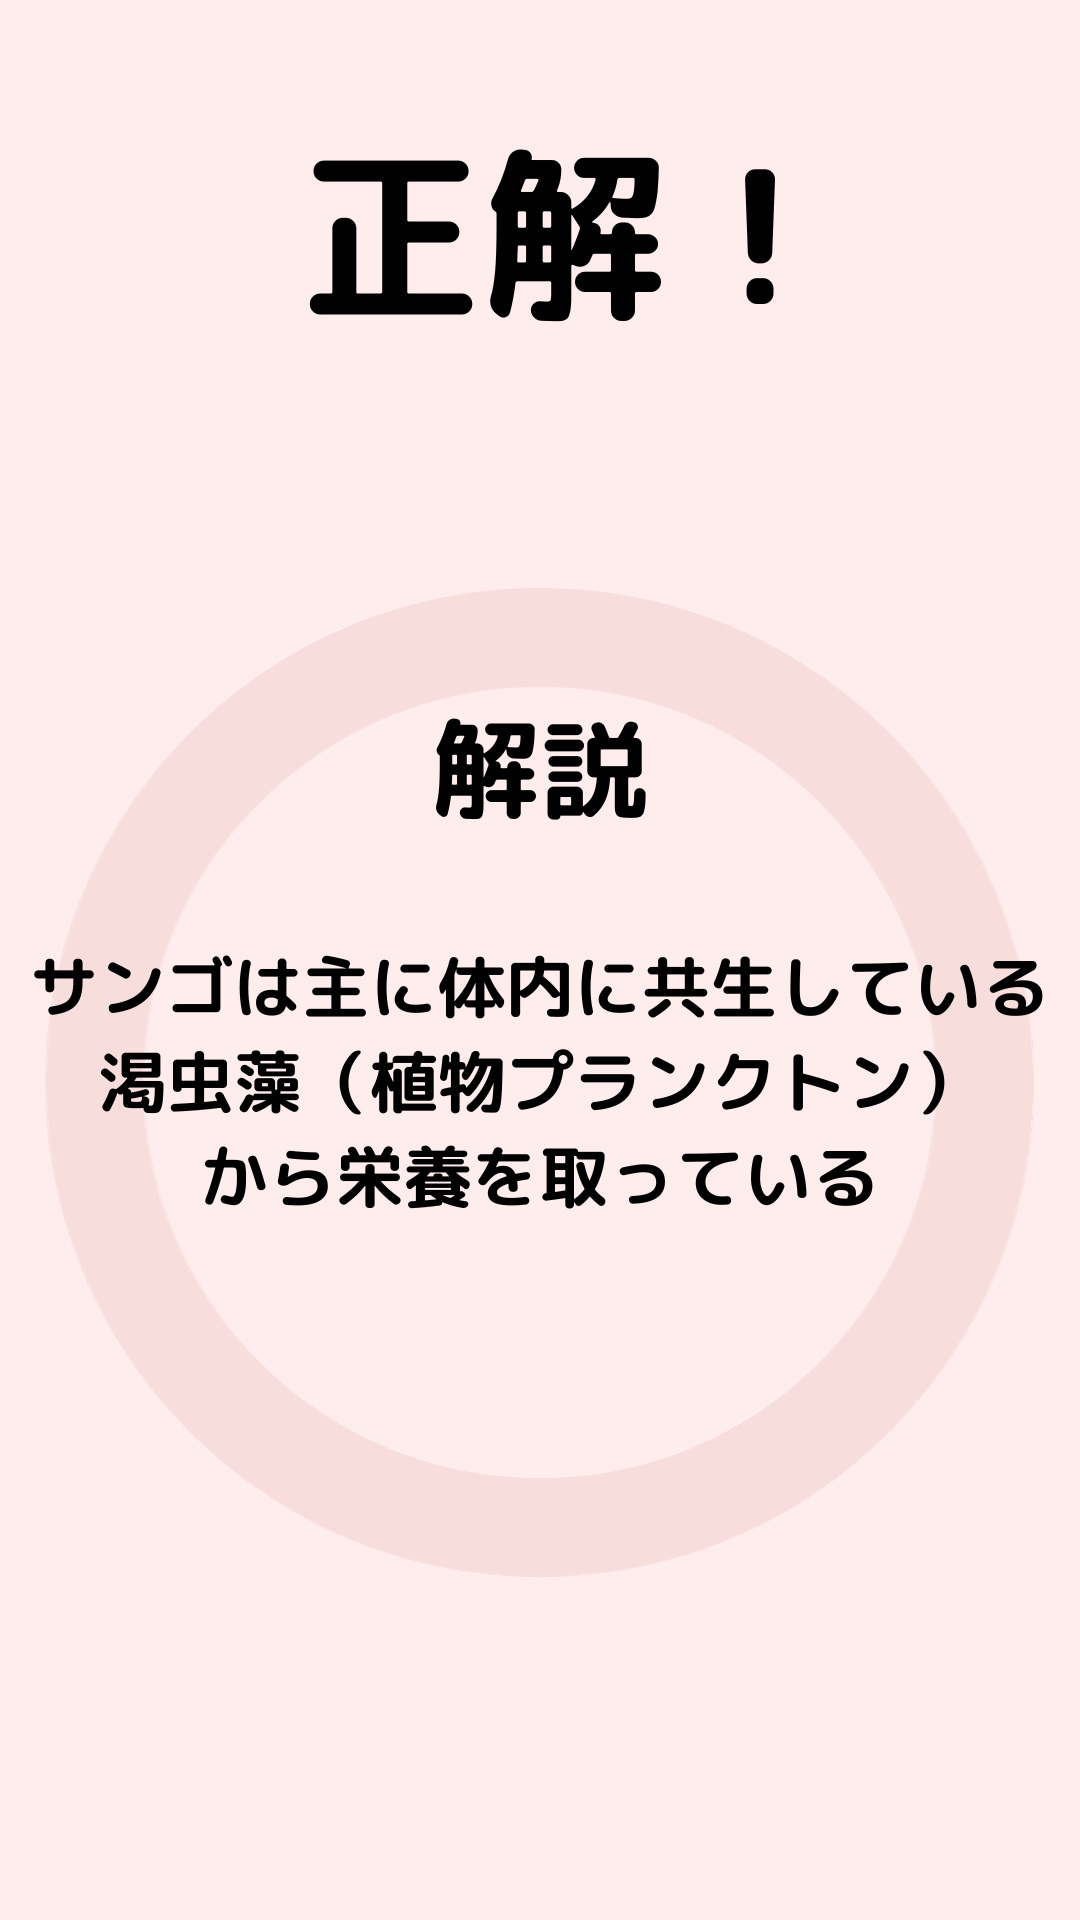 正解！
解説
サンゴは主に体内に共生している
渇虫藻（植物プランクトン）
から栄養を取っている